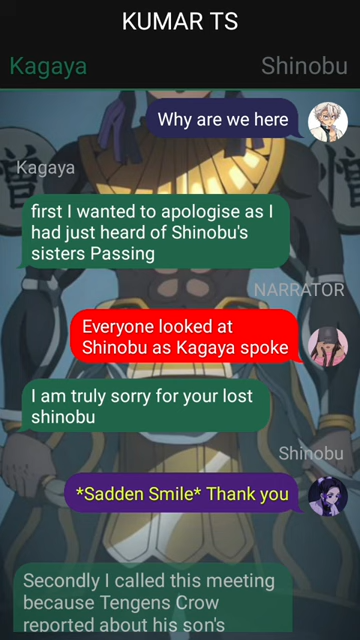 KUMAR TS
Kagaya
Shinobu
Why are we here
Kagaya
first I wanted to apologise as I
had just heard of Shinobu's
sisters Passing
NARRATOR
Everyone looked at
Shinobu as Kagaya spoke
I am truly sorry for your lost
shinobu
Shinobu
*Sadden Smile* Thank you
Secondly I called this meeting
because Tengens Crow
reported about his son's